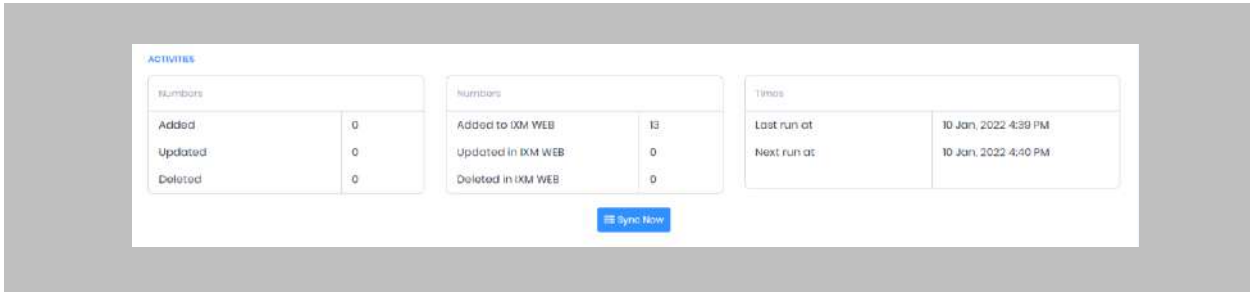 ACTIVITIES
Numbers
Added 0
Updated 0
Deleted 0
Numbers
Added to IXM WEB 13
Updated in IXM WEB 0
Deleted in IXM WEB 0
Times
Last run at 10 Jan, 2022 4:39 PM
Next run at 10 Jan, 2022 4:40 PM
Sync Now